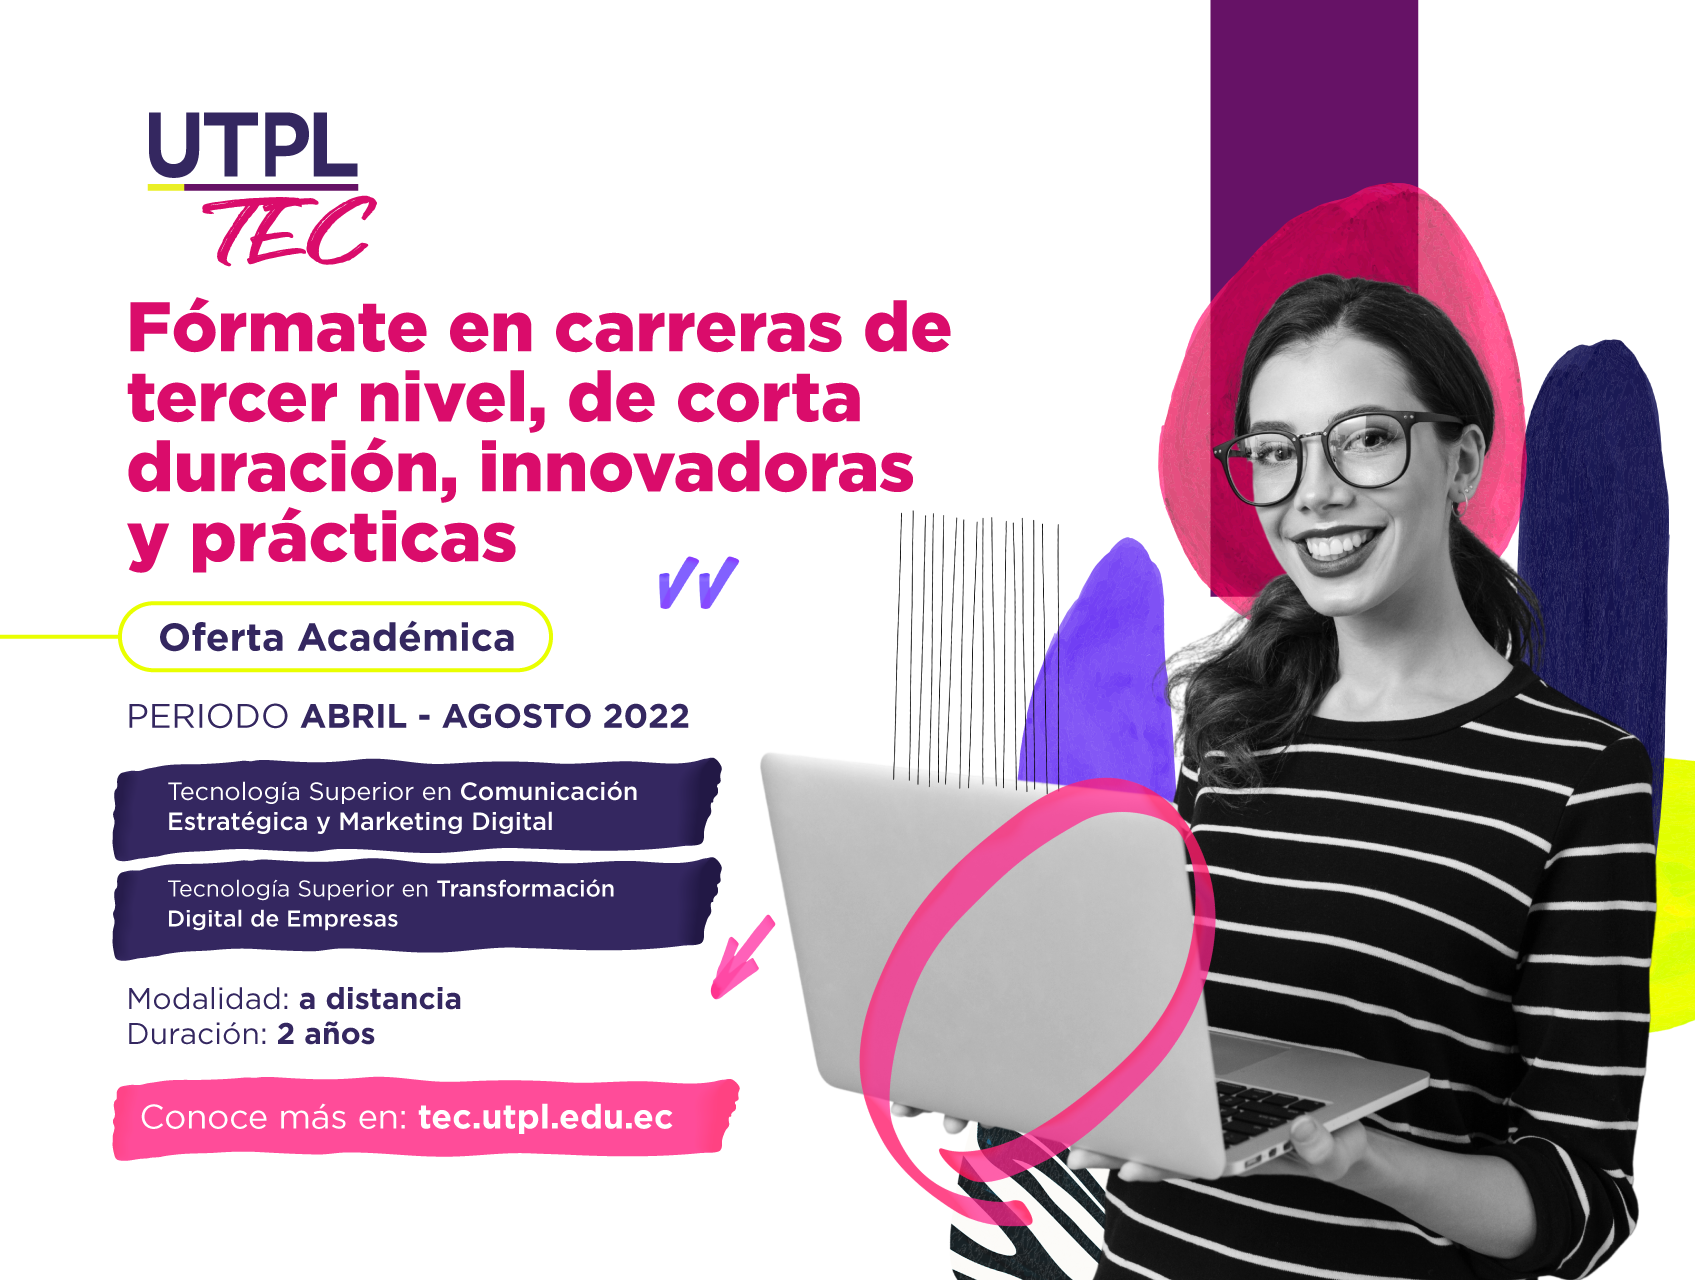 UTPL
TEC
Fórmate en carreras de
tercer nivel, de corta
duración, innovadoras
y prácticas
Oferta Académica
PERIODO ABRIL - AGOSTO 2022
Tecnología Superior en Comunicación
Estratégica y Marketing Digital
Tecnología Superior en Transformación
Digital de Empresas
Modalidad: a distancia
Duración: 2 años
Conoce más en: tec.utpl.edu.ec